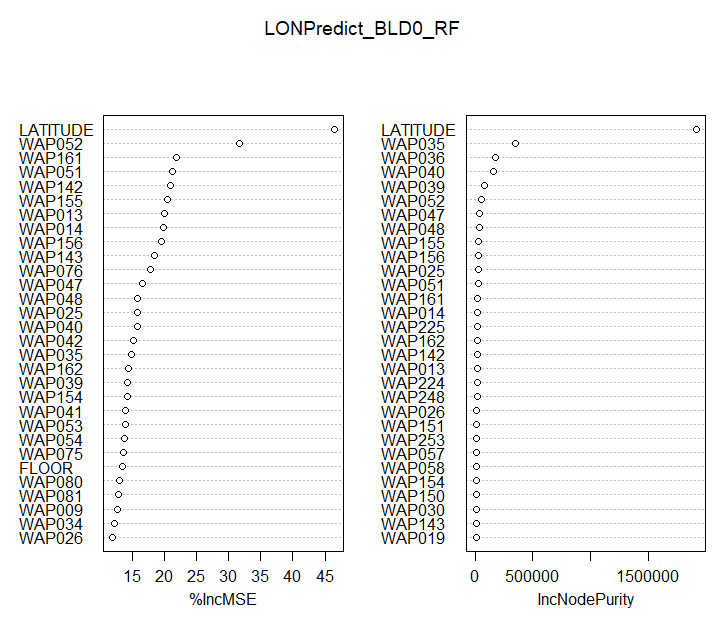 LONPredict_BLD0_RF
LATITUDE
WAP052
WAP161
WAP051
WAP142
WAP155
WAP013
WAP014
WAP156
WAP143
WAP076
WAP047
WAP048
WAP025
WAP040
WAP042
WAP035
WAP162
WAP039
WAP154
WAP041
WAP053
WAP054
WAP075
FLOOR
WAP080
WAP081
WAP009
WAP034
WAP026
15 20 25 30 35 40 45
%IncMSE
LATITUDE
WAP035
WAP036
WAP040
WAP039
WAP052
WAP047
WAP048
WAP155
WAP156
WAP025
WAP051
WAP161
WAP014
WAP225
WAP162
WAP142
WAP013
WAP224
WAP248
WAP026
WAP151
WAP253
WAP057
WAP058
WAP154
WAP150
WAP030
WAP143
WAP019
0 500000 1500000
IncNodePurity